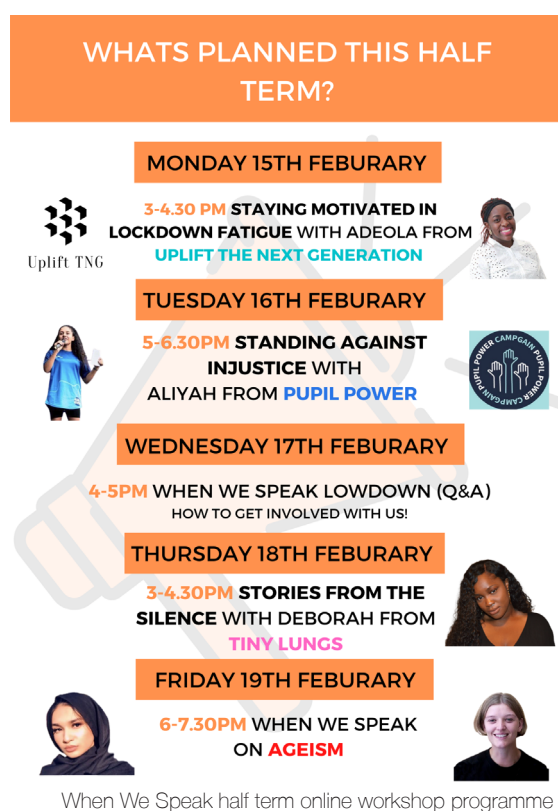 WHATS PLANNED THIS HALF
TERM?
MONDAY 15TH FEBURARY
3-4.30 PM STAYING MOTIVATED IN
LOCKDOWN FATIGUE WITH ADEOLA FROM
UPLIFT THE NEXT GENERATION
Uplift TNG
TUESDAY 16TH FEBURARY
5-6.30PM STANDING AGAINST
INJUSTICE WITH
ALIYAH FROM PUPIL POWER
PUPIL POWER CAMPGAIN PUPIL POWER CAMPGAIN
WEDNESDAY 17TH FEBURARY
4-5PM WHEN WE SPEAK LOWDOWN (Q&A)
HOW TO GET INVOLVED WITH US!
THURSDAY 18TH FEBURARY
3-4.30PM STORIES FROM THE
SILENCE WITH DEBORAH FROM
TINY LUNGS
FRIDAY 19TH FEBURARY
6-7.30PM WHEN WE SPEAK
ON AGEISM
When We Speak half term online workshop programme